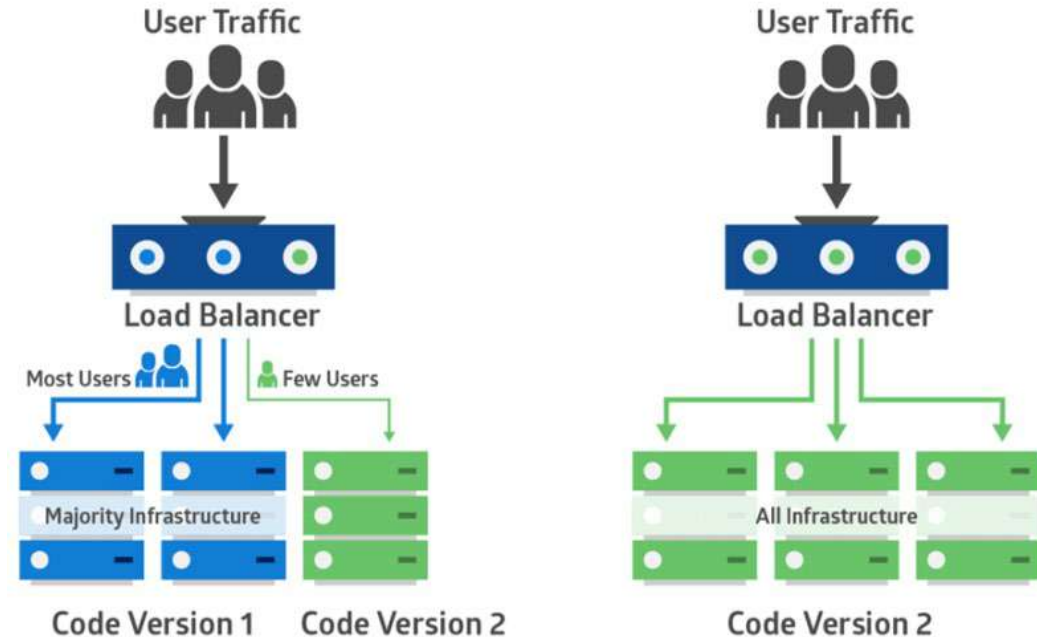 User Traffic
Load Balancer
Most Users
Few Users
Majority Infrastructure
Code Version 1
Code Version 2
User Traffic
Load Balancer
All Infrastructure
Code Version 2